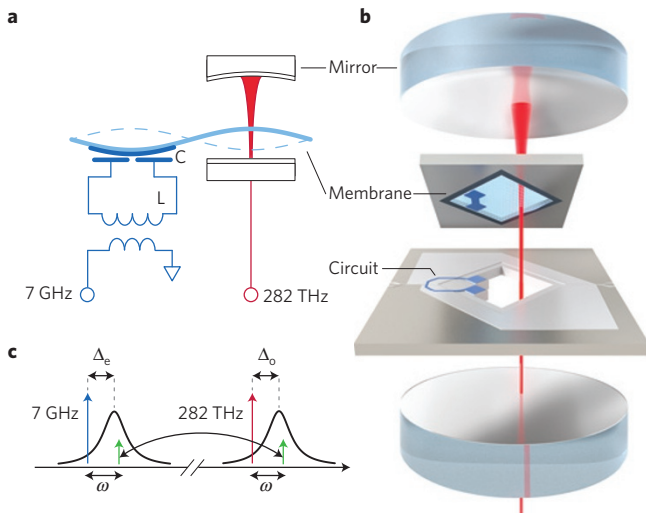 a
b
Mirror
C
Membrane
L
Circuit
7 GHz
282 THz
c
Δe
Δo
7 GHz
282 THz
ω
ω